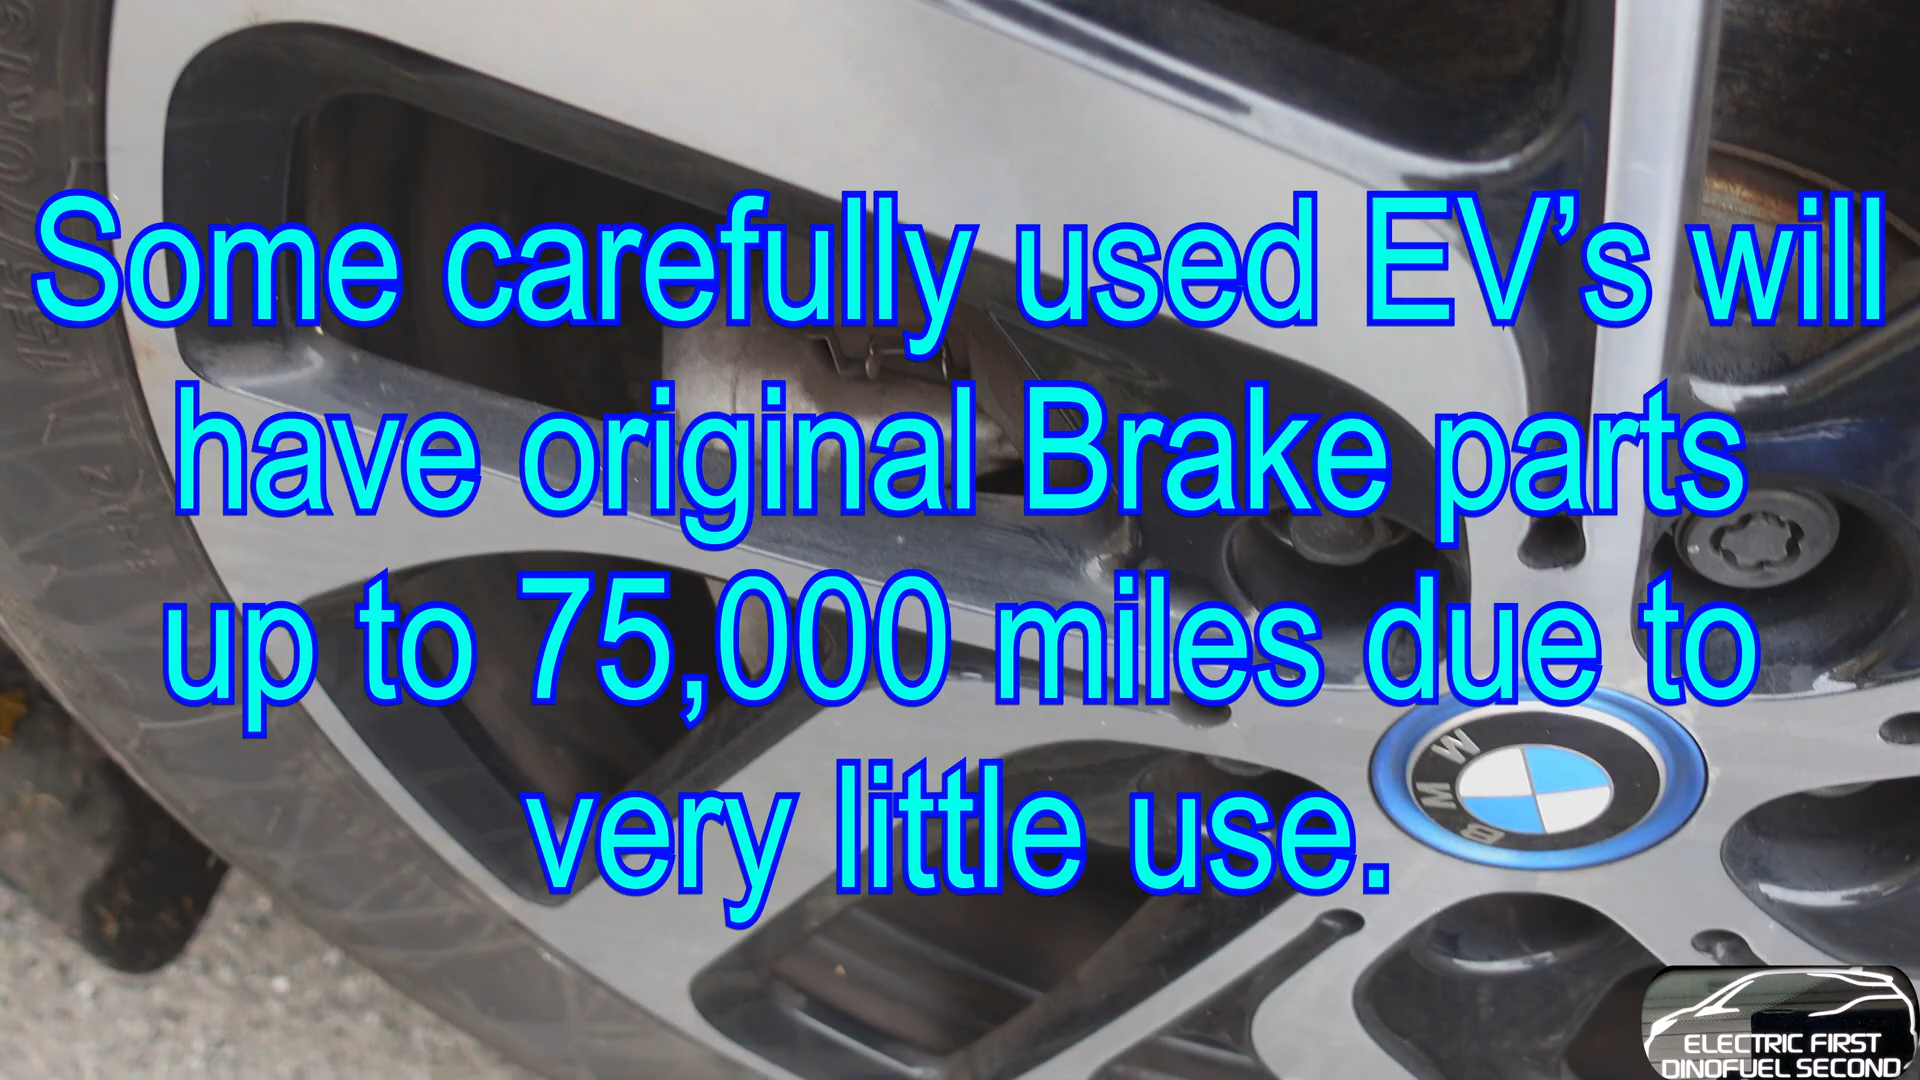 Some carefully used EV’s will
have original Brake parts
up to 75,000 miles due to
very little use.
BMW
ELECTRIC FIRST
DINOFUEL SECOND